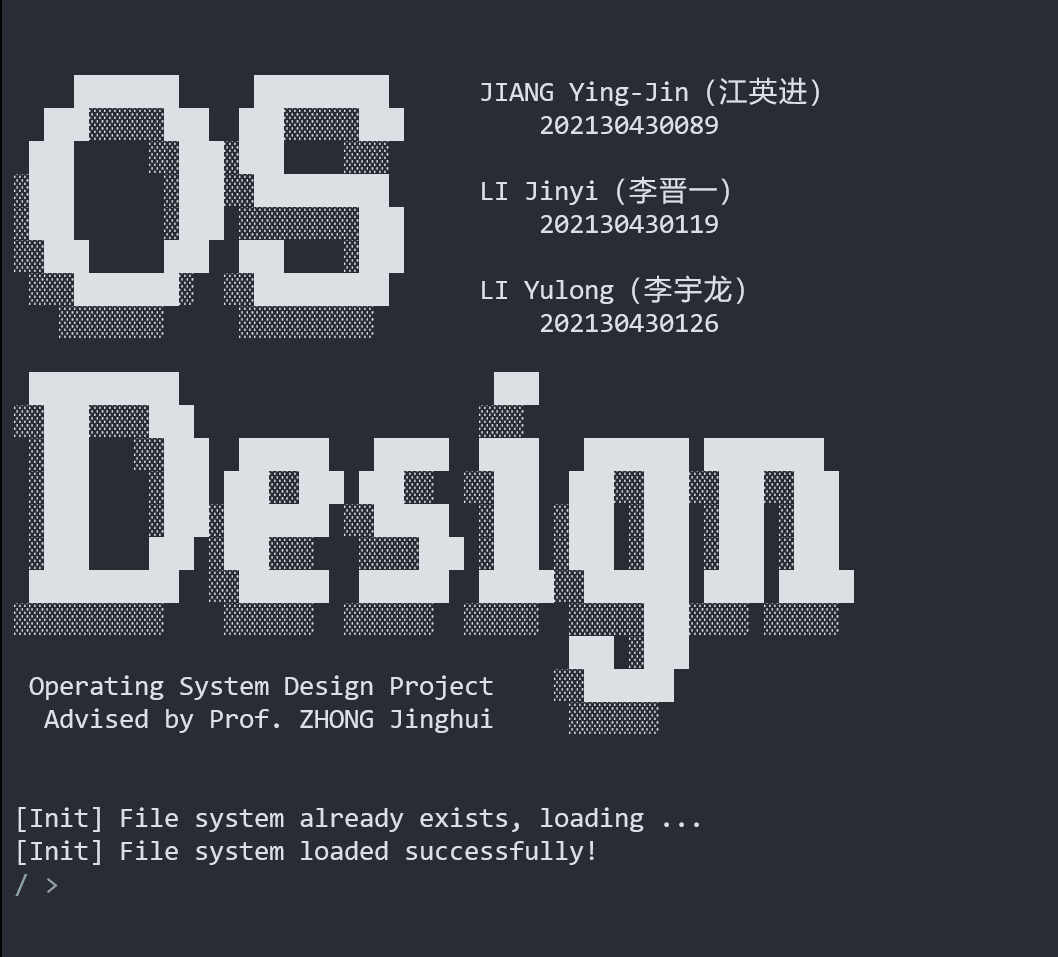 OS
JIANG Ying-Jin (江英进)
202130430089
LI Jinyi (李晋一)
202130430119
LI Yulong (李宇龙)
202130430126
Design
Operating System Design Project
Advised by Prof. ZHONG Jinghui
[Init] File system already exists, loading ...
[Init] File system loaded successfully!
/ >